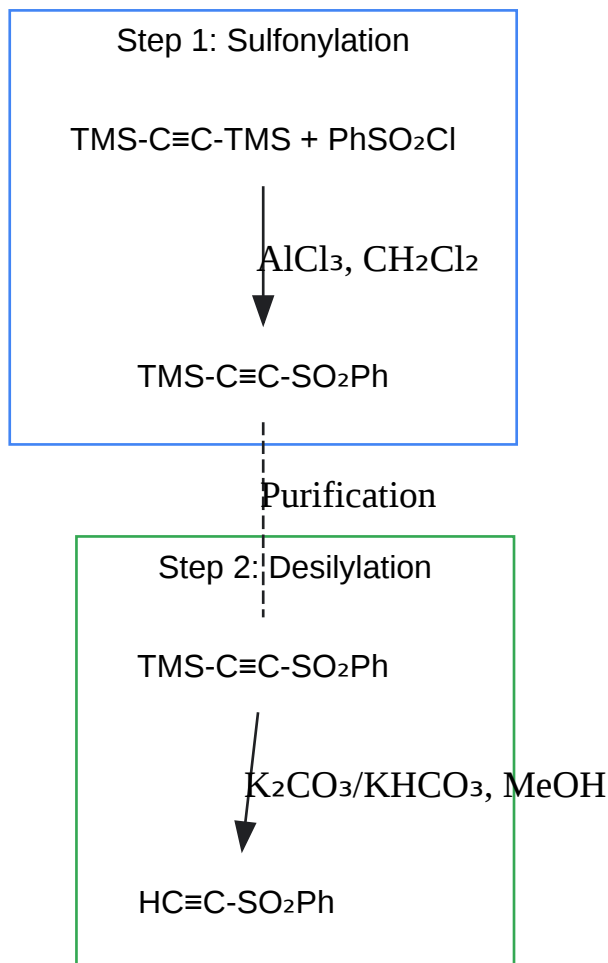 Step 1: Sulfonylation
TMS-C≡C-TMS + PhSO₂Cl
AlCl₃, CH₂Cl₂
TMS-C≡C-SO₂Ph
Purification
Step 2: Desilylation
TMS-C≡C-SO₂Ph
K₂CO₃/KHCO₃, MeOH
HC≡C-SO₂Ph